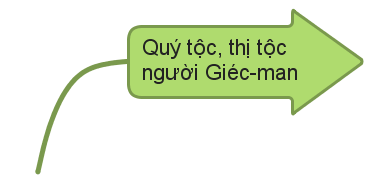 Quý tộc, thị tộc
người Giéc-man